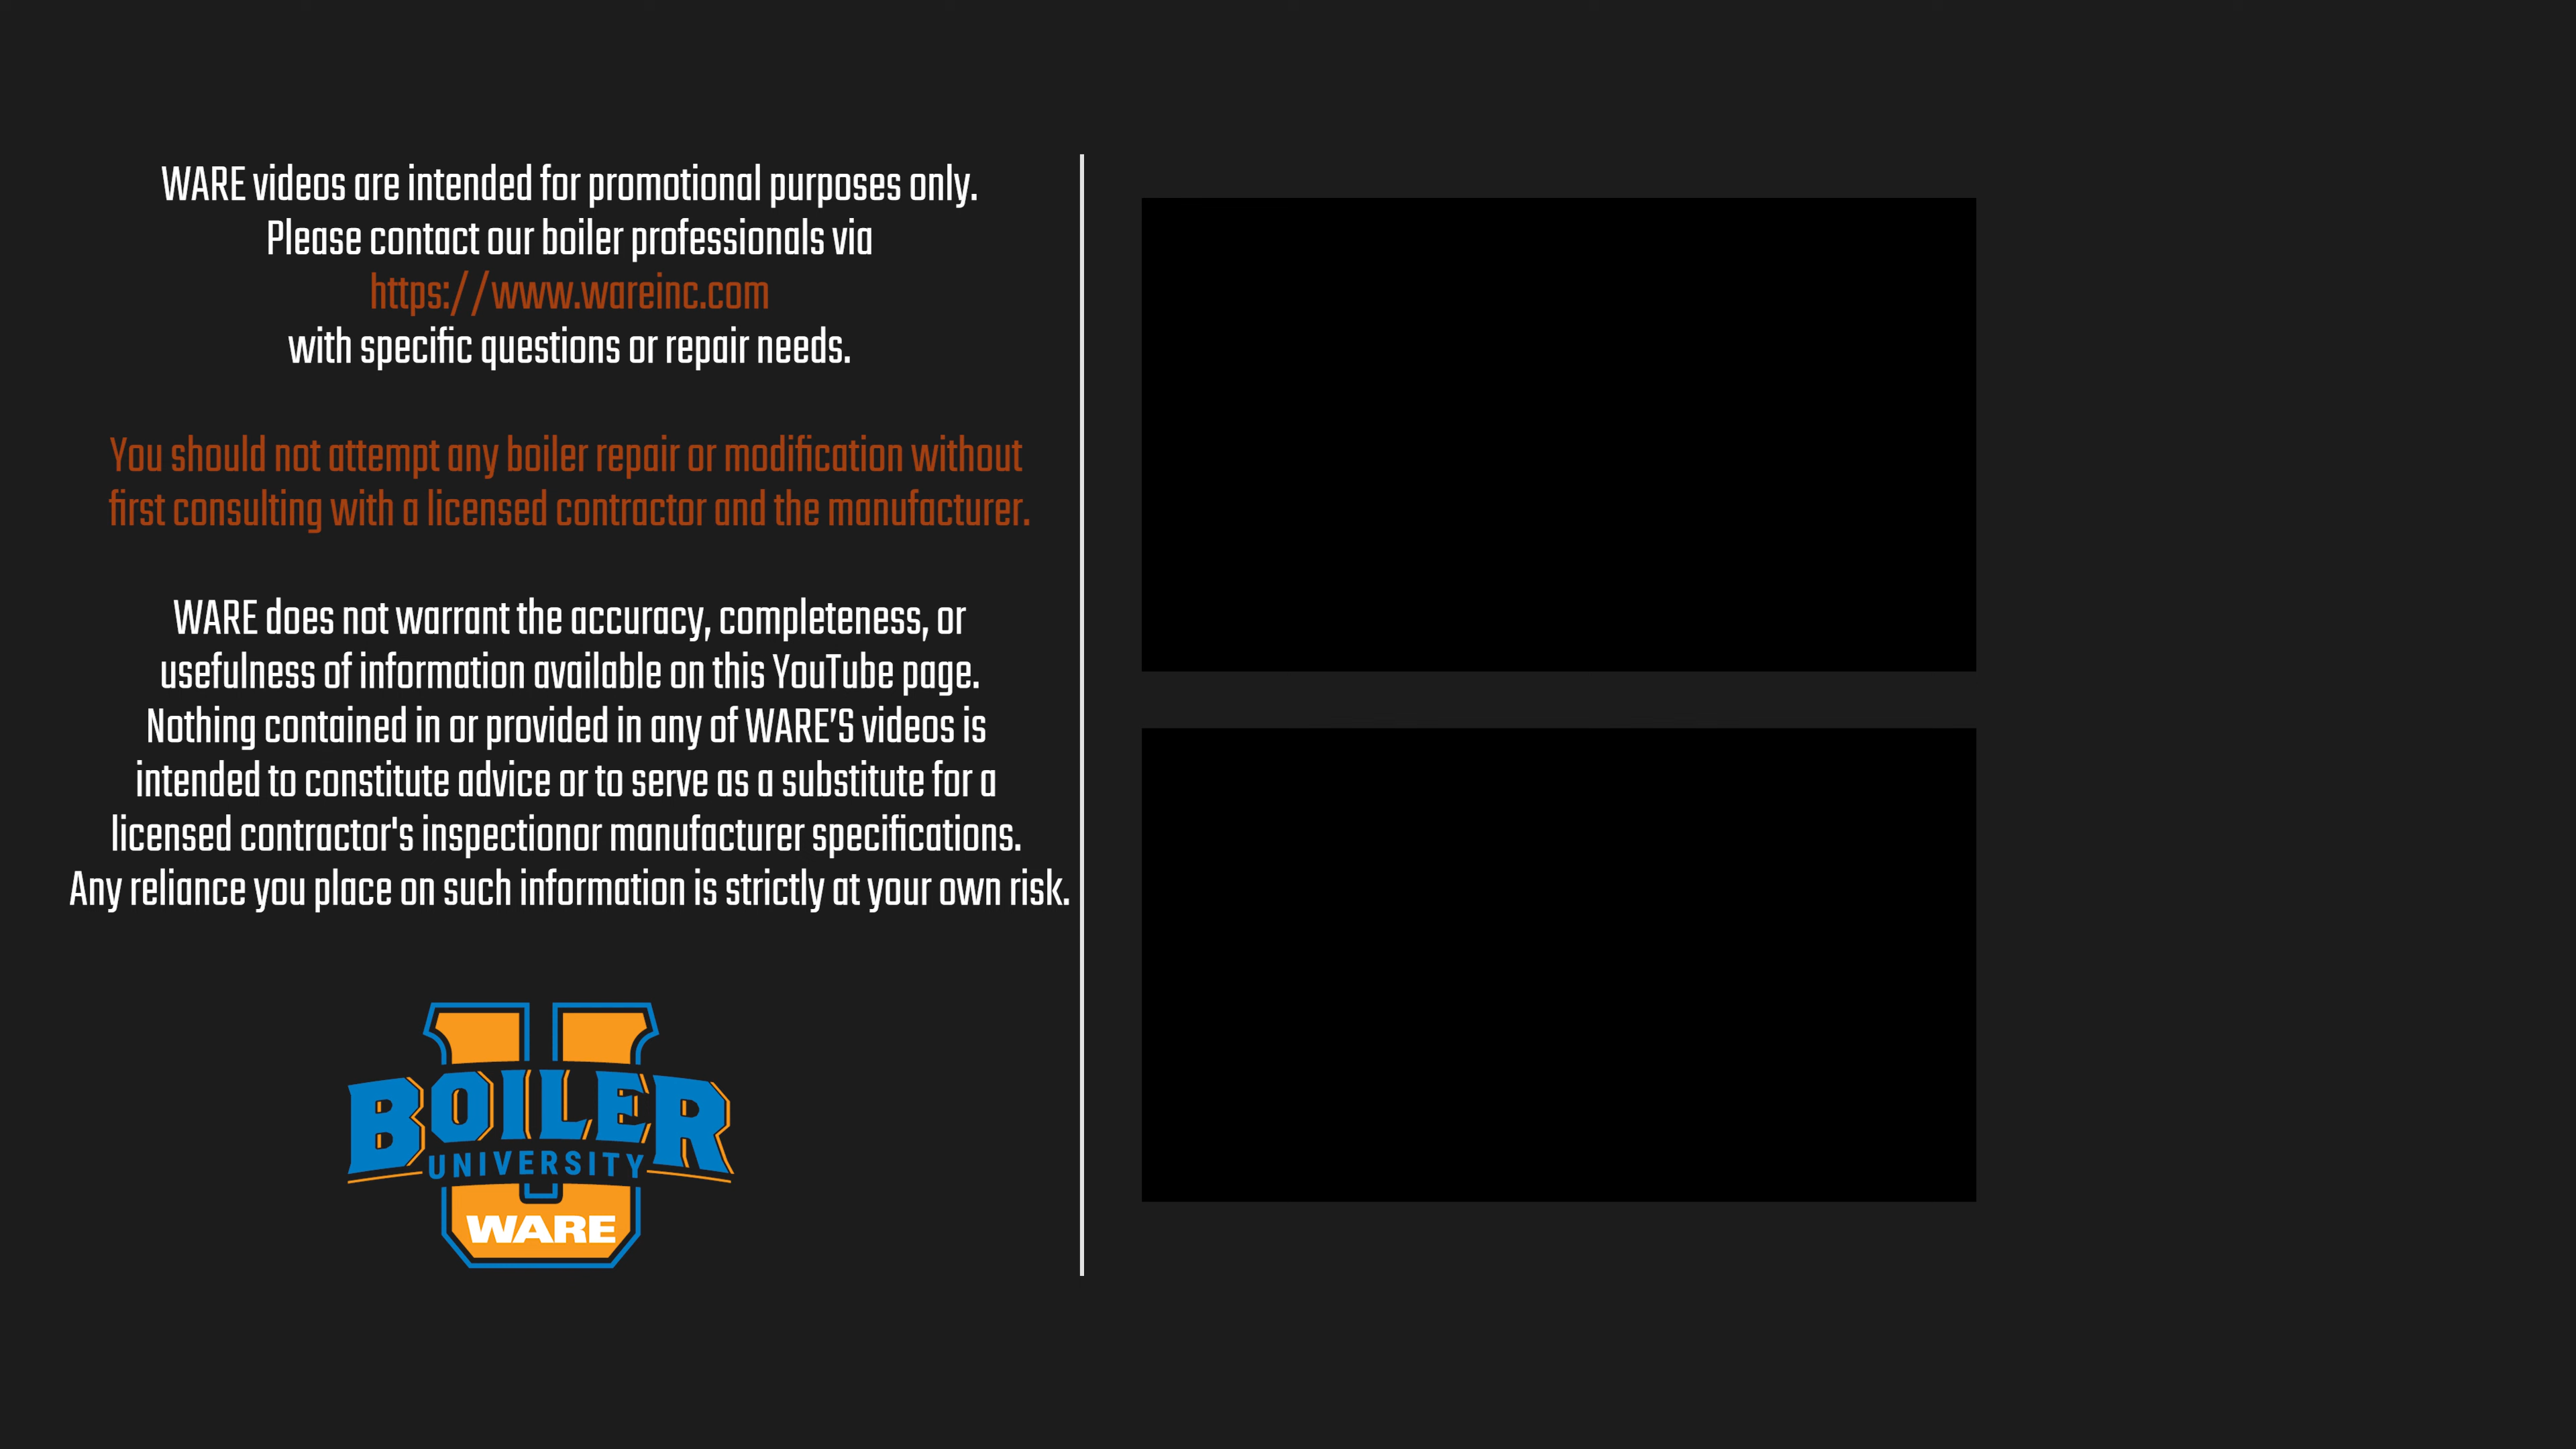 WARE videos are intended for promotional purposes only.
Please contact our boiler professionals via
https://www.wareinc.com
with specific questions or repair needs.
You should not attempt any boiler repair or modification without
first consulting with a licensed contractor and the manufacturer.
WARE does not warrant the accuracy, completeness, or
usefulness of information available on this YouTube page.
Nothing contained in or provided in any of WARE’S videos is
intended to constitute advice or to serve as a substitute for a
licensed contractor's inspectionor manufacturer specifications.
Any reliance you place on such information is strictly at your own risk.
U
BOILER
UNIVERSITY
WARE